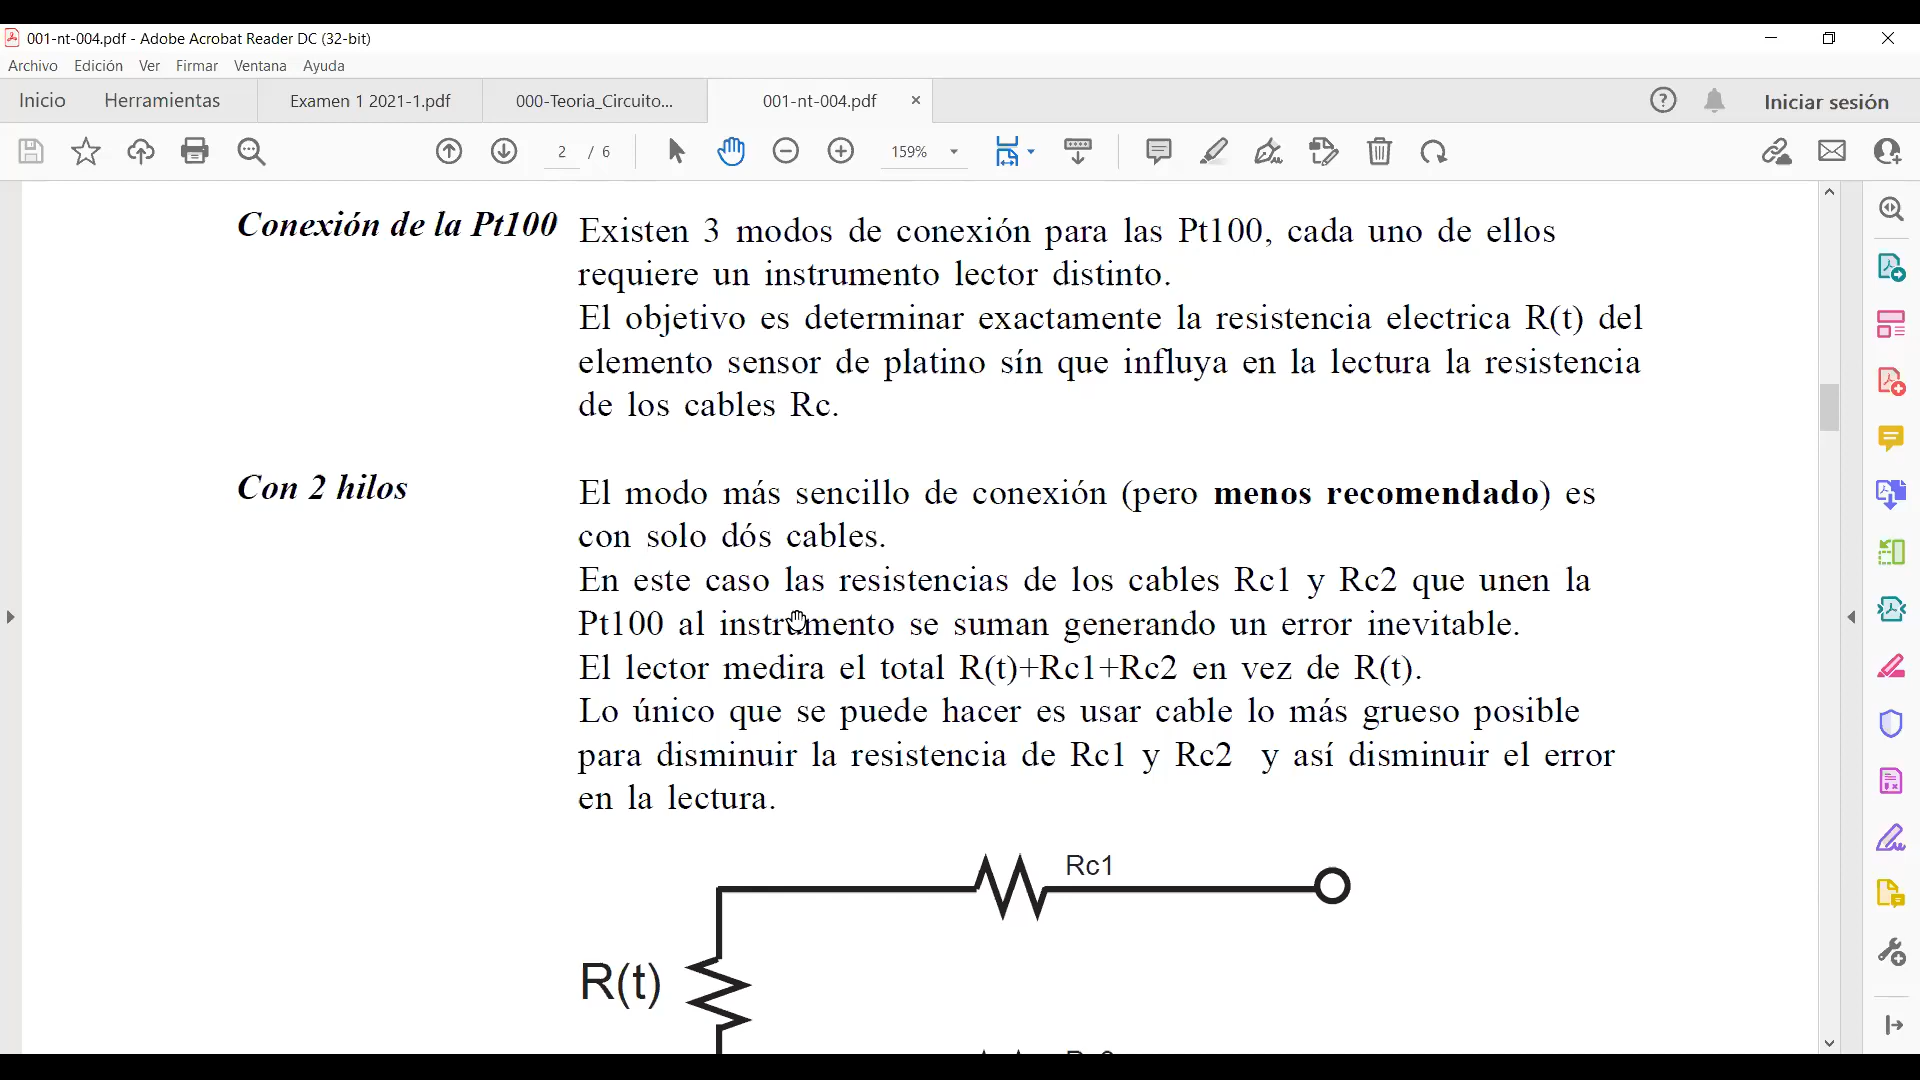 001-nt-004.pdf - Adobe Acrobat Reader DC (32-bit)
Archivo Edición Ver Firmar Ventana Ayuda
Inicio Herramientas Examen 1 2021-1.pdf 000-Teoria_Circuito... 001-nt-004.pdf × Iniciar sesión
2 / 6 159%
Conexión de la Pt100
Existen 3 modos de conexión para las Pt100, cada uno de ellos
requiere un instrumento lector distinto.
El objetivo es determinar exactamente la resistencia electrica R(t) del
elemento sensor de platino sín que influya en la lectura la resistencia
de los cables Rc.
Con 2 hilos
El modo más sencillo de conexión (pero menos recomendado) es
con solo dós cables.
En este caso las resistencias de los cables Rc1 y Rc2 que unen la
Pt100 al instrumento se suman generando un error inevitable.
El lector medira el total R(t)+Rc1+Rc2 en vez de R(t).
Lo único que se puede hacer es usar cable lo más grueso posible
para disminuir la resistencia de Rc1 y Rc2 y así disminuir el error
en la lectura.
Rc1
R(t)